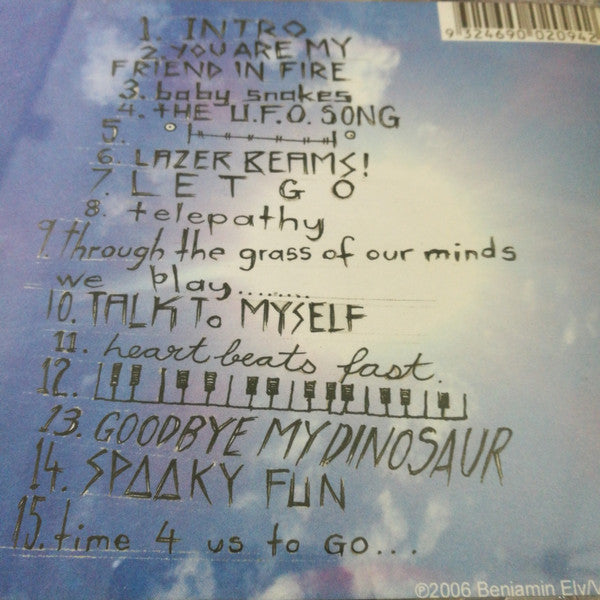 9 324690 020942
1. INTRO
2. YOU ARE MY
FRIEND IN FIRE
3. baby snakes
4. tHE U.F.O. SONG
5.
6. LAZER BEAMS!
7. LET GO
8. telepathy
9. through the grass of our minds
we play........
10. TALK To MYSELF
11. heart beats fast.
12.
13. GOODBYE MY DINOSAUR
14. SPAAKY FUN
15. time 4 us to GO...
©2006 Benjamin